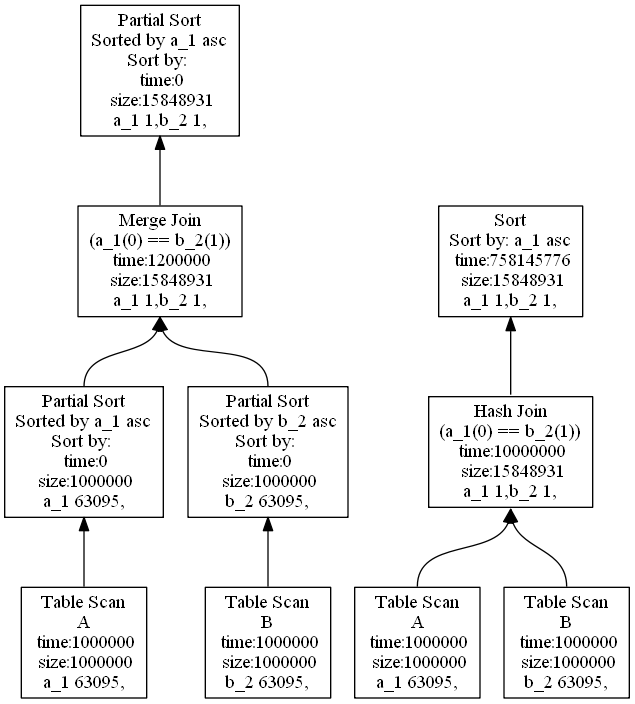 Partial Sort
Sorted by a_1 asc
Sort by:
time:0
size:15848931
a_1 1,b_2 1,
Merge Join
(a_1(0) == b_2(1))
time:1200000
size:15848931
a_1 1,b_2 1,
Partial Sort
Sorted by a_1 asc
Sort by:
time:0
size:1000000
a_1 63095,
Partial Sort
Sorted by b_2 asc
Sort by:
time:0
size:1000000
b_2 63095,
Table Scan
A
time:1000000
size:1000000
a_1 63095,
Table Scan
B
time:1000000
size:1000000
b_2 63095,
Sort
Sort by: a_1 asc
time:758145776
size:15848931
a_1 1,b_2 1,
Hash Join
(a_1(0) == b_2(1))
time:10000000
size:15848931
a_1 1,b_2 1,
Table Scan
A
time:1000000
size:1000000
a_1 63095,
Table Scan
B
time:1000000
size:1000000
b_2 63095,